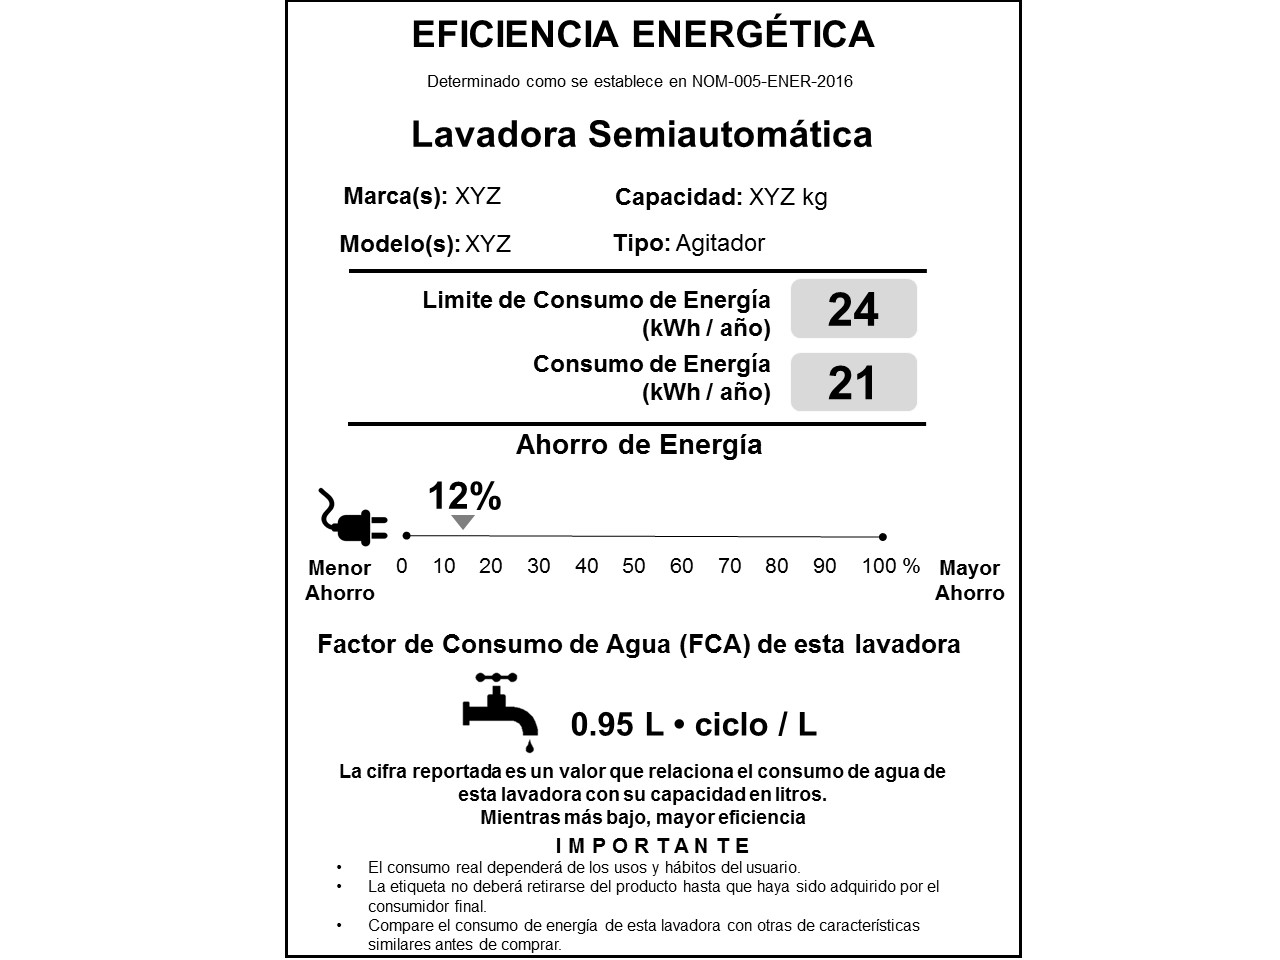 EFICIENCIA ENERGÉTICA
Determinado como se establece en NOM-005-ENER-2016
Lavadora Semiautomática
Marca(s): XYZ
Capacidad: XYZ kg
Modelo(s): XYZ
Tipo: Agitador
Limite de Consumo de Energía
(kWh / año)
24
Consumo de Energía
(kWh / año)
21
Ahorro de Energía
12%
Menor
Ahorro
0 10 20 30 40 50 60 70 80 90 100 %
Mayor
Ahorro
Factor de Consumo de Agua (FCA) de esta lavadora
0.95 L • ciclo / L
La cifra reportada es un valor que relaciona el consumo de agua de
esta lavadora con su capacidad en litros.
Mientras más bajo, mayor eficiencia
I M P O R T A N T E
• El consumo real dependerá de los usos y hábitos del usuario.
• La etiqueta no deberá retirarse del producto hasta que haya sido adquirido por el
consumidor final.
• Compare el consumo de energía de esta lavadora con otras de características
similares antes de comprar.